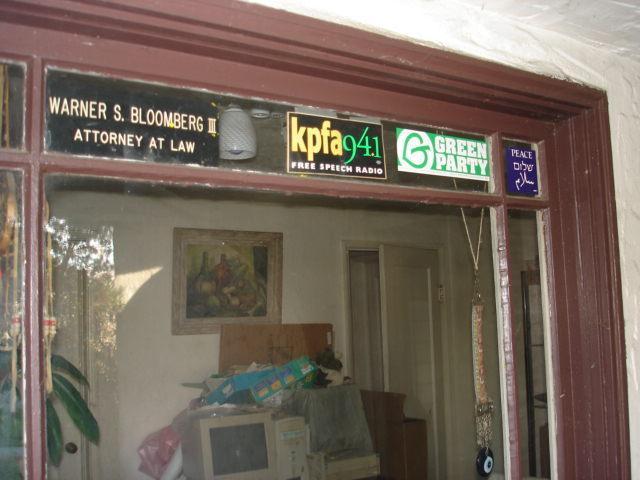 WARNER S. BLOOMBERG III
ATTORNEY AT LAW
kpfa94.1
FREE SPEECH RADIO
GREEN
PARTY
PEACE
שלום
سلام